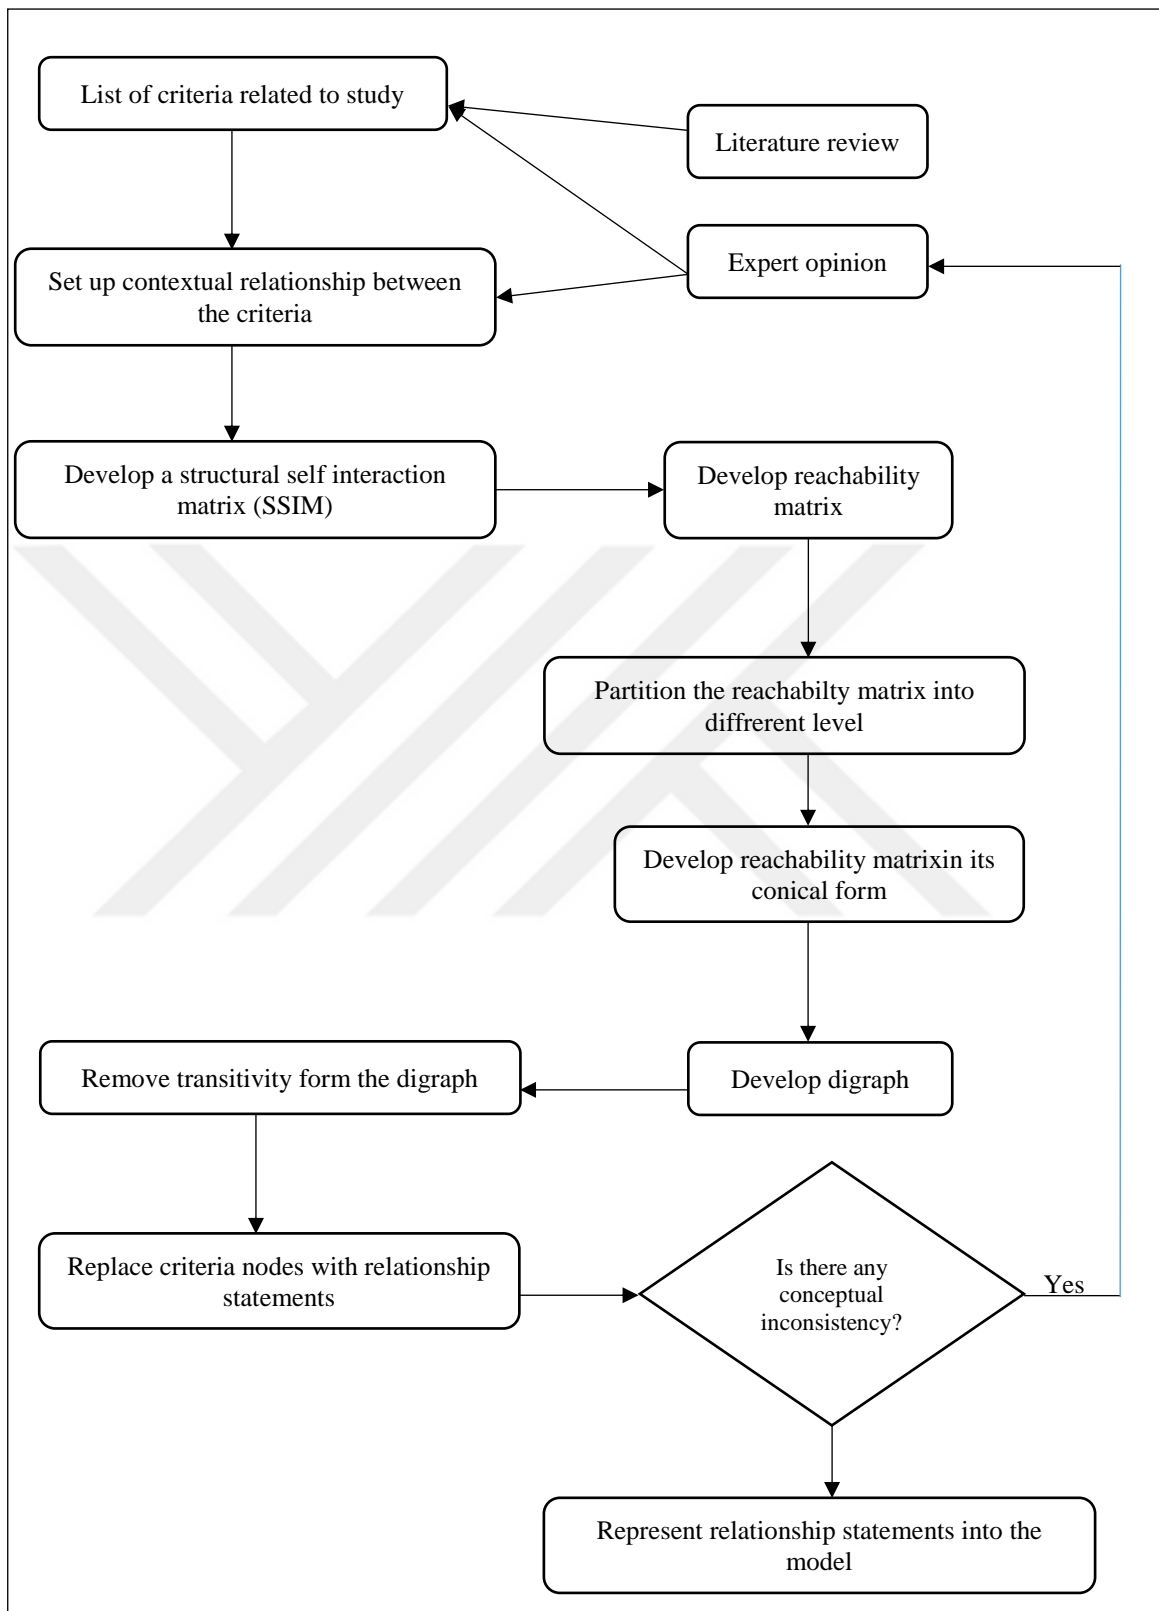 List of criteria related to study
Literature review
Expert opinion
Set up contextual relationship between
the criteria
Develop a structural self interaction
matrix (SSIM)
Develop reachability
matrix
Partition the reachabilty matrix into
diffrerent level
Develop reachability matrixin its
conical form
Develop digraph
Remove transitivity form the digraph
Replace criteria nodes with relationship
statements
Is there any
conceptual
inconsistency?
Yes
Represent relationship statements into the
model